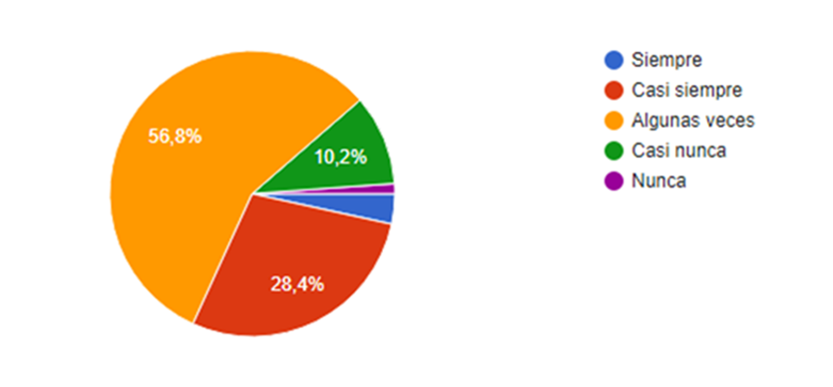 56,8%
10,2%
28,4%
Siempre
Casi siempre
Algunas veces
Casi nunca
Nunca